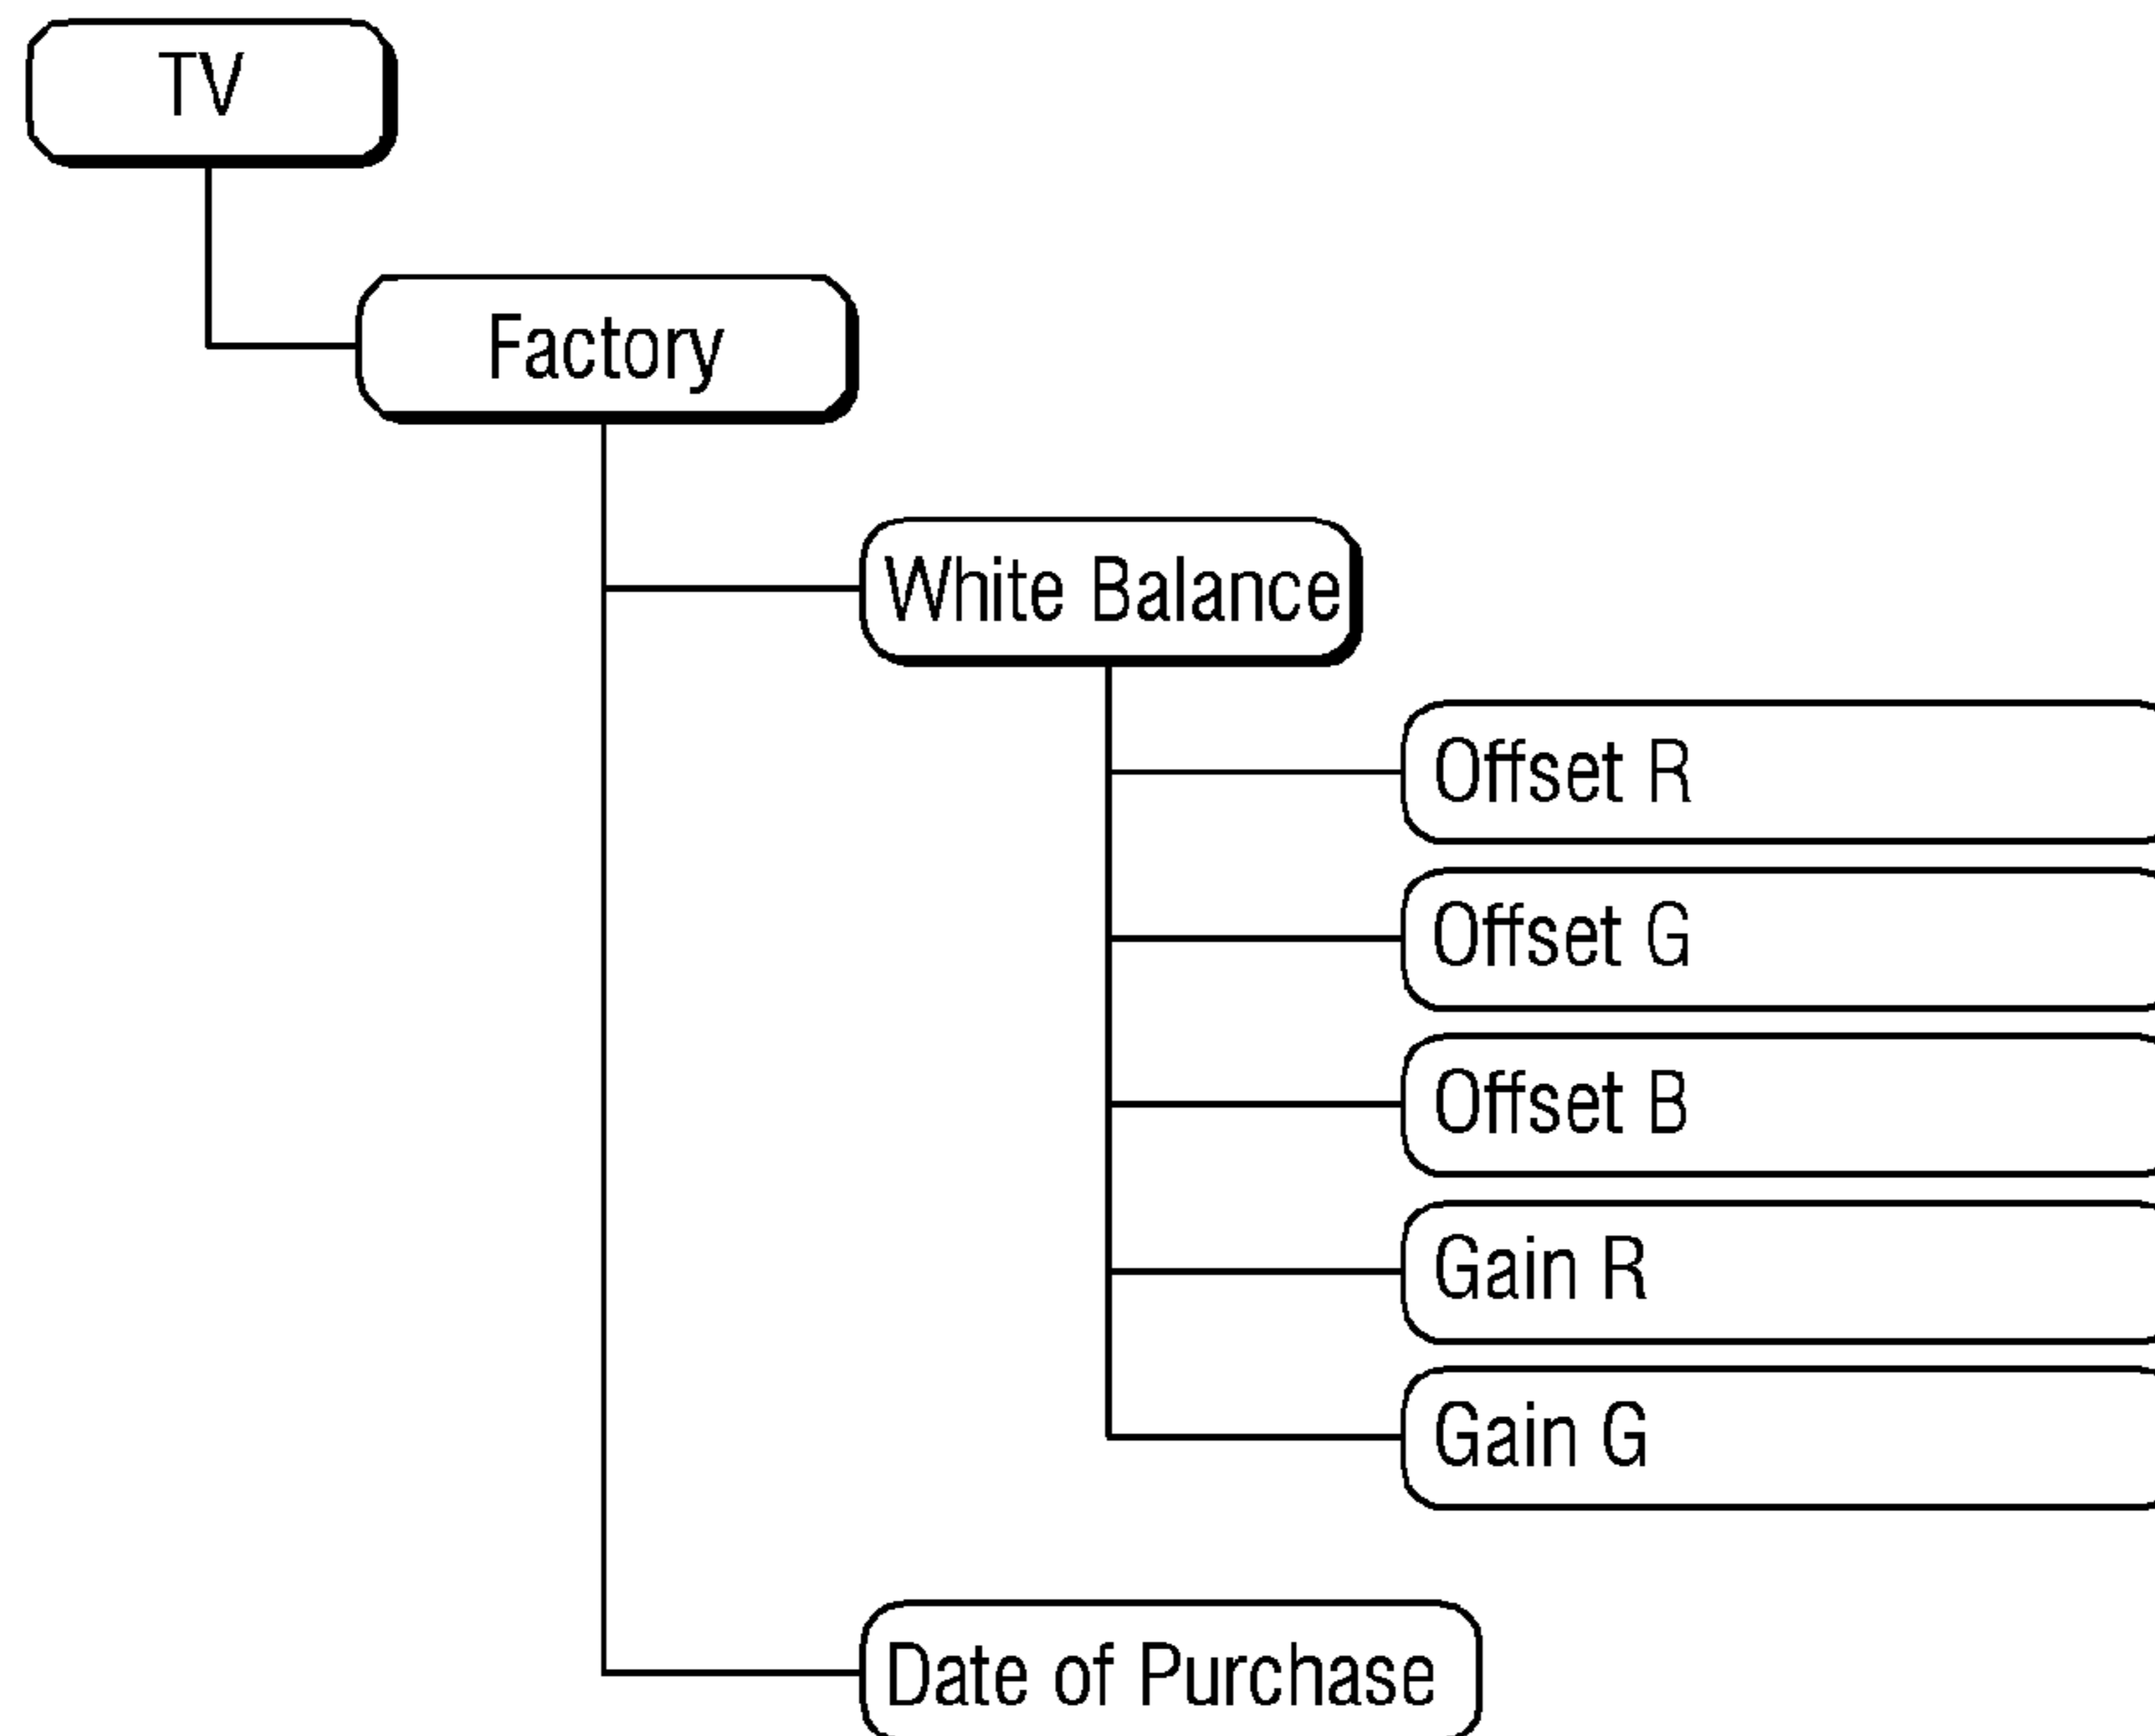 TV
Factory
White Balance
Offset R
Offset G
Offset B
Gain R
Gain G
Date of Purchase